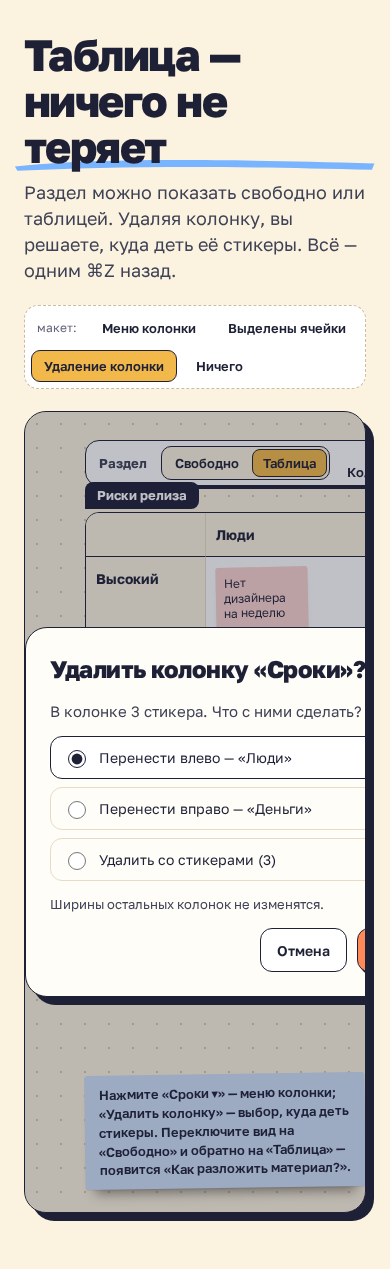 Таблица —
ничего не
теряет
Раздел можно показать свободно или
таблицей. Удаляя колонку, вы
решаете, куда деть её стикеры. Всё —
одним ⌘Z назад.
макет: Меню колонки Выделены ячейки
Удаление колонки Ничего
Раздел Свободно Таблица
Риски релиза
Люди
Высокий
Нет
дизайнера
на неделю
Удалить колонку «Сроки»?
В колонке 3 стикера. Что с ними сделать?
Перенести влево — «Люди»
Перенести вправо — «Деньги»
Удалить со стикерами (3)
Ширины остальных колонок не изменятся.
Отмена
Нажмите «Сроки ▾» — меню колонки;
«Удалить колонку» — выбор, куда деть
стикеры. Переключите вид на
«Свободно» и обратно на «Таблица» —
появится «Как разложить материал?».